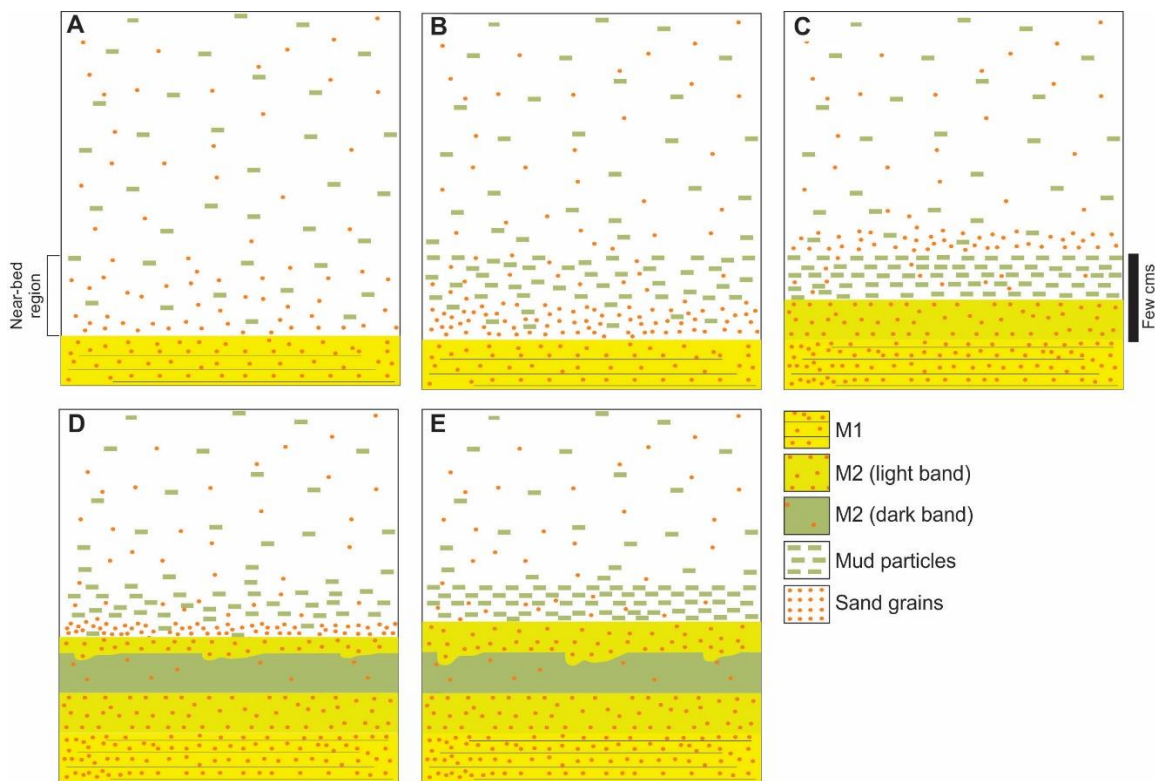 A
B
C
Near-bed
region
Few cms
D
E
M1
M2 (light band)
M2 (dark band)
Mud particles
Sand grains